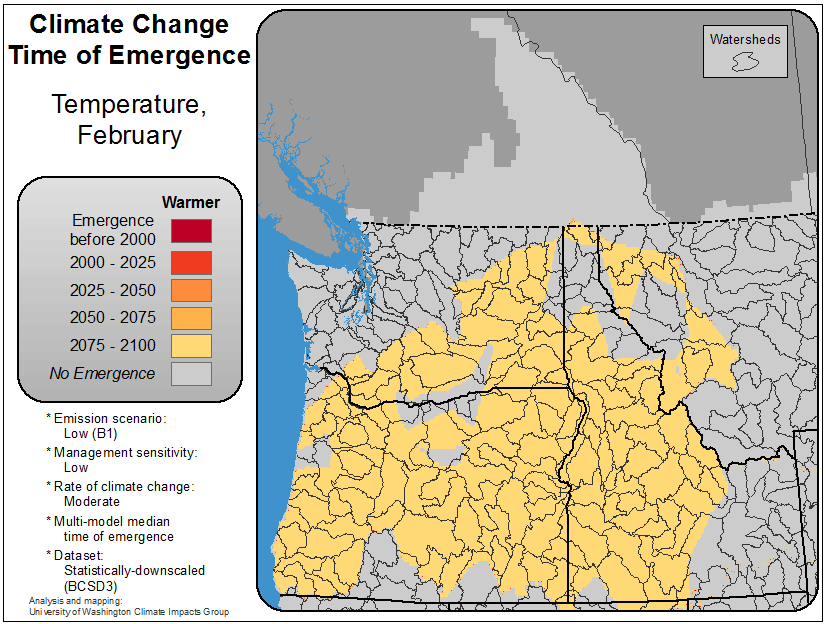 Climate Change
Time of Emergence
Temperature,
February
Warmer
Emergence
before 2000
2000 - 2025
2025 - 2050
2050 - 2075
2075 - 2100
No Emergence
* Emission scenario:
Low (B1)
* Management sensitivity:
Low
* Rate of climate change:
Moderate
* Multi-model median
time of emergence
* Dataset:
Statistically-downscaled
(BCSD3)
Analysis and mapping:
University of Washington Climate Impacts Group
Watersheds